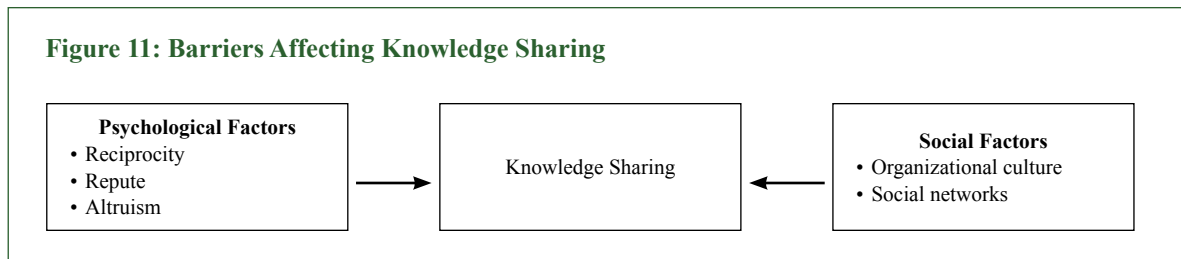 Figure 11: Barriers Affecting Knowledge Sharing
Psychological Factors
• Reciprocity
• Repute
• Altruism
Knowledge Sharing
Social Factors
• Organizational culture
• Social networks